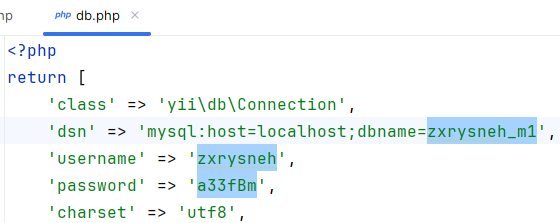 hp
php db.php ×
<?php
return [
'class' => 'yii\db\Connection',
'dsn' => 'mysql:host=localhost;dbname=zxrysneh_m1',
'username' => 'zxrysneh',
'password' => 'a33fBm',
'charset' => 'utf8',